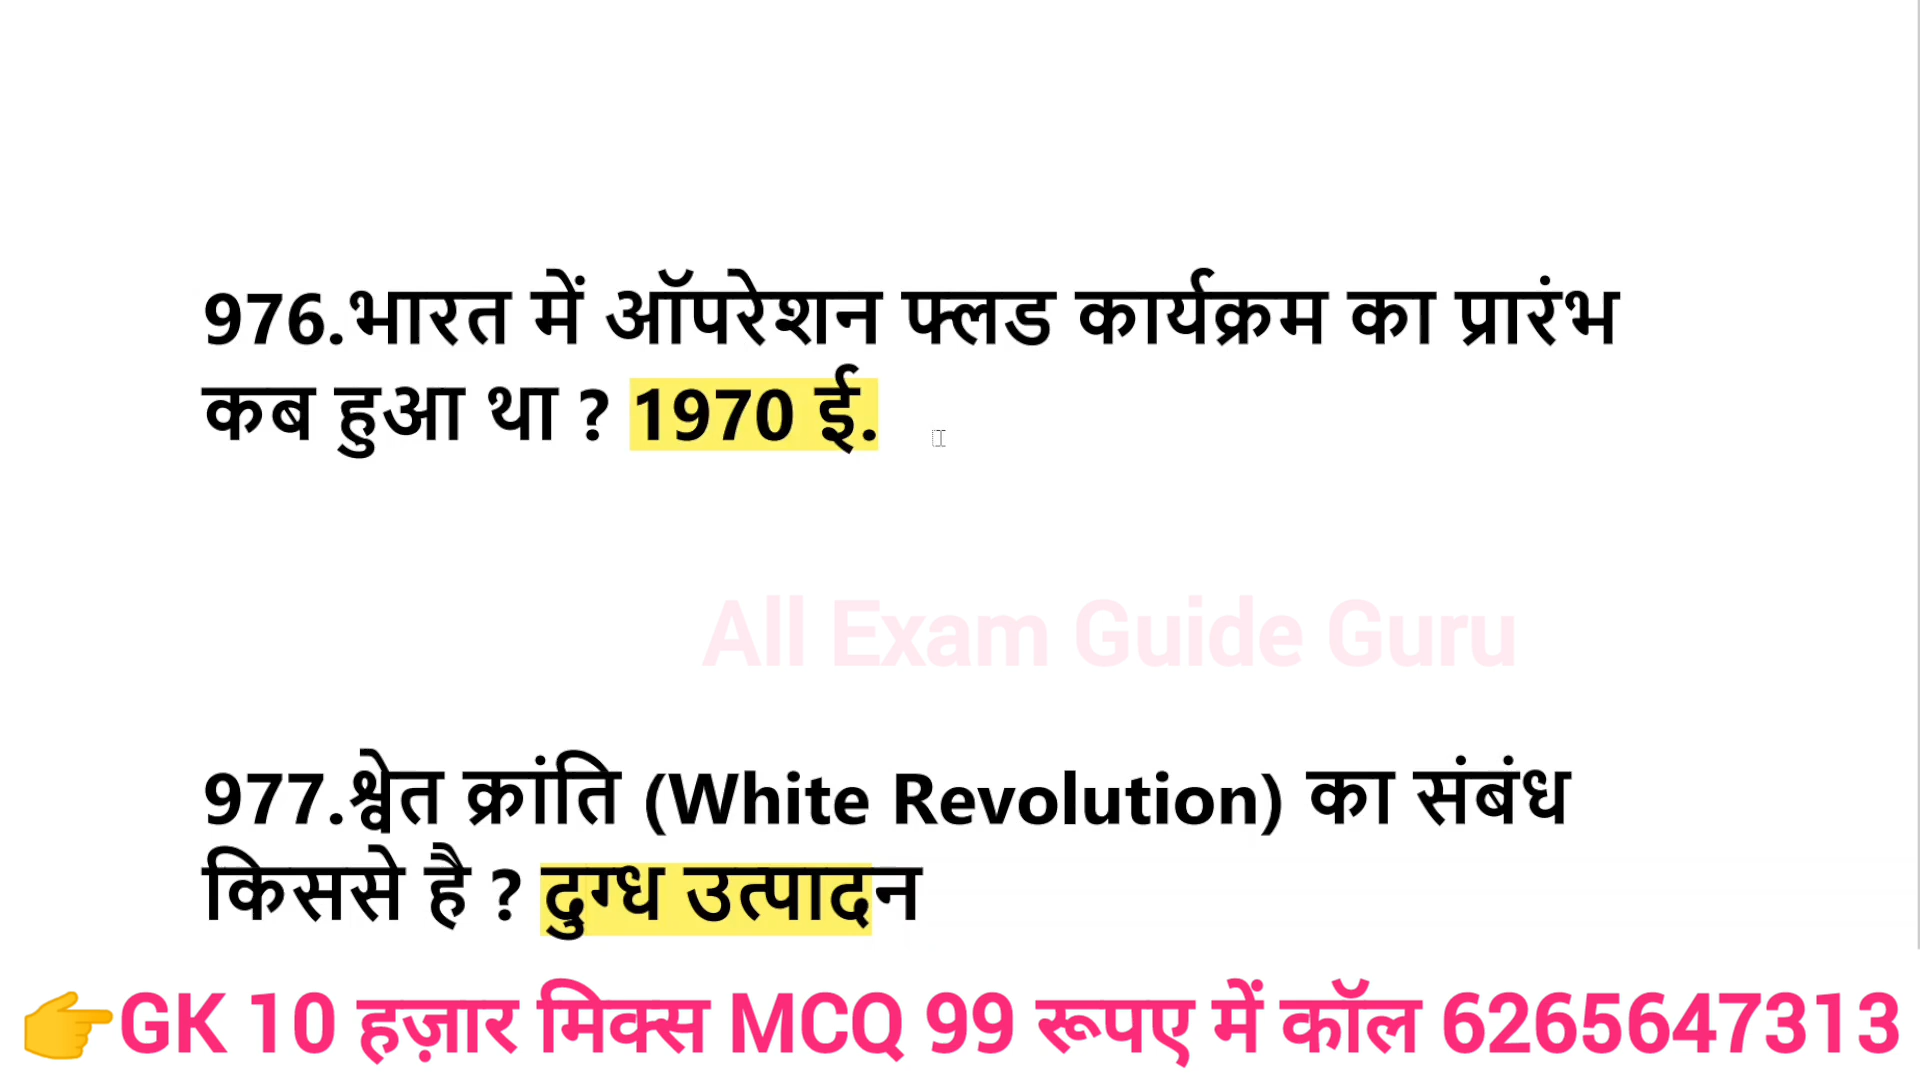 976.भारत में ऑपरेशन फ्लड कार्यक्रम का प्रारंभ
कब हुआ था ? 1970 ई.
All Exam Guide Guru
977.श्वेत क्रांति (White Revolution) का संबंध
किससे है ? दुग्ध उत्पादन
👉GK 10 हज़ार मिक्स MCQ 99 रूपए में कॉल 6265647313